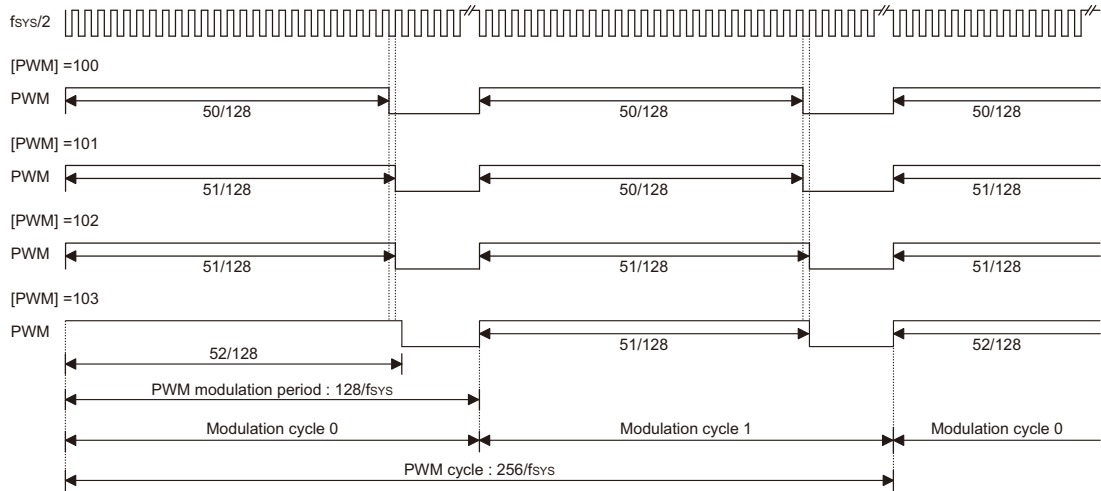 fSYS/2
[PWM] =100
PWM
50/128 50/128 50/128
[PWM] =101
PWM
51/128 50/128 51/128
[PWM] =102
PWM
51/128 51/128 51/128
[PWM] =103
PWM
52/128 51/128 52/128
PWM modulation period : 128/fSYS
Modulation cycle 0 Modulation cycle 1 Modulation cycle 0
PWM cycle : 256/fSYS